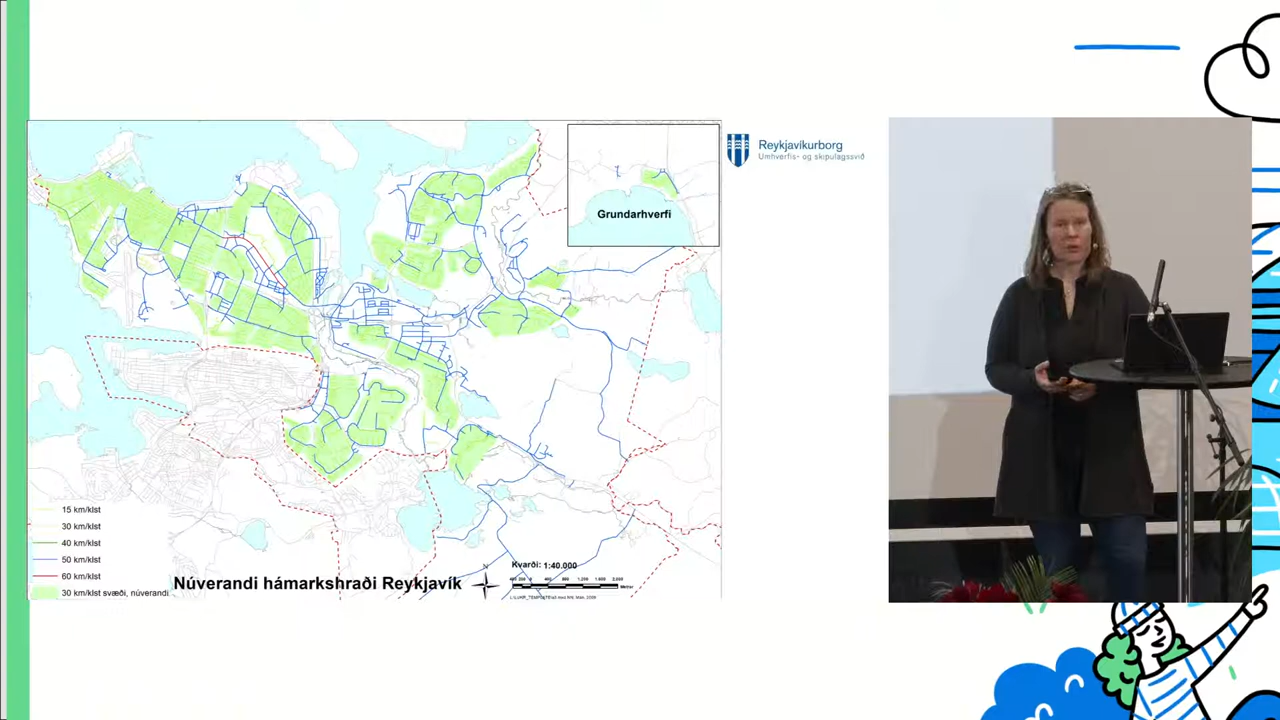 Reykjavíkurborg
Umhverfis- og skipulagssvið
Grundarhverfi
15 km/klst
30 km/klst
40 km/klst
50 km/klst
60 km/klst
30 km/klst svæði, núverandi
Núverandi hámarkshraði Reykjavík
N
Kvarði: 1:40.000